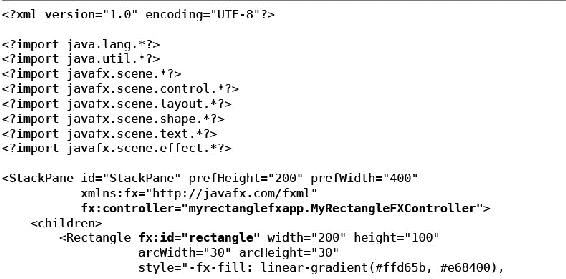 <?xml version="1.0" encoding="UTF-8"?>
<?import java.lang.*?>
<?import java.util.*?>
<?import javafx.scene.*?>
<?import javafx.scene.control.*?>
<?import javafx.scene.layout.*?>
<?import javafx.scene.shape.*?>
<?import javafx.scene.text.*?>
<?import javafx.scene.effect.*?>
<StackPane id="StackPane" prefHeight="200" prefWidth="400"
xmlns:fx="http://javafx.com/fxml"
fx:controller="myrectanglefxapp.MyRectangleFXController">
<children>
<Rectangle fx:id="rectangle" width="200" height="100"
arcWidth="30" arcHeight="30"
style="-fx-fill: linear-gradient(#ffd65b, #e68400),